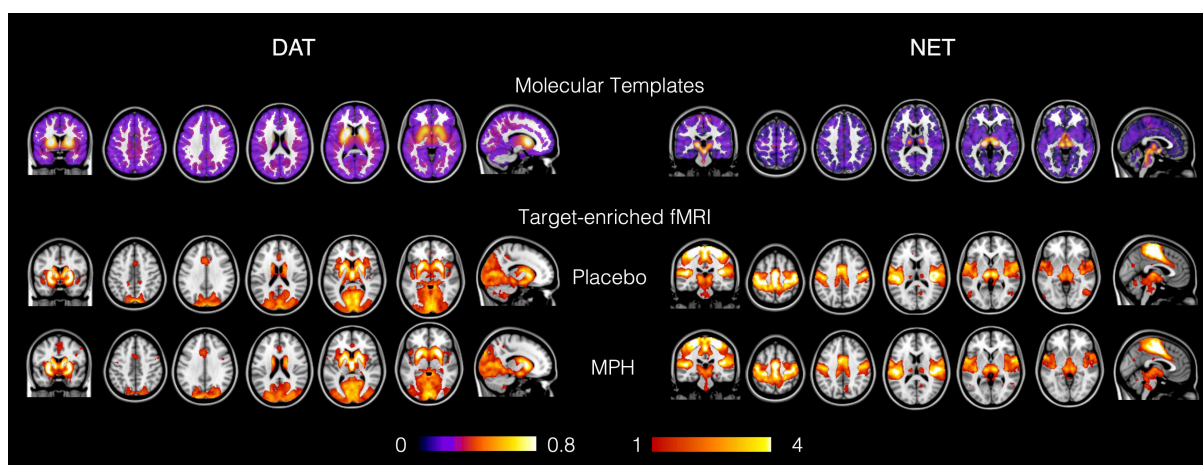 DAT
NET
Molecular Templates
Target-enriched fMRI
Placebo
MPH
0 0.8 1 4